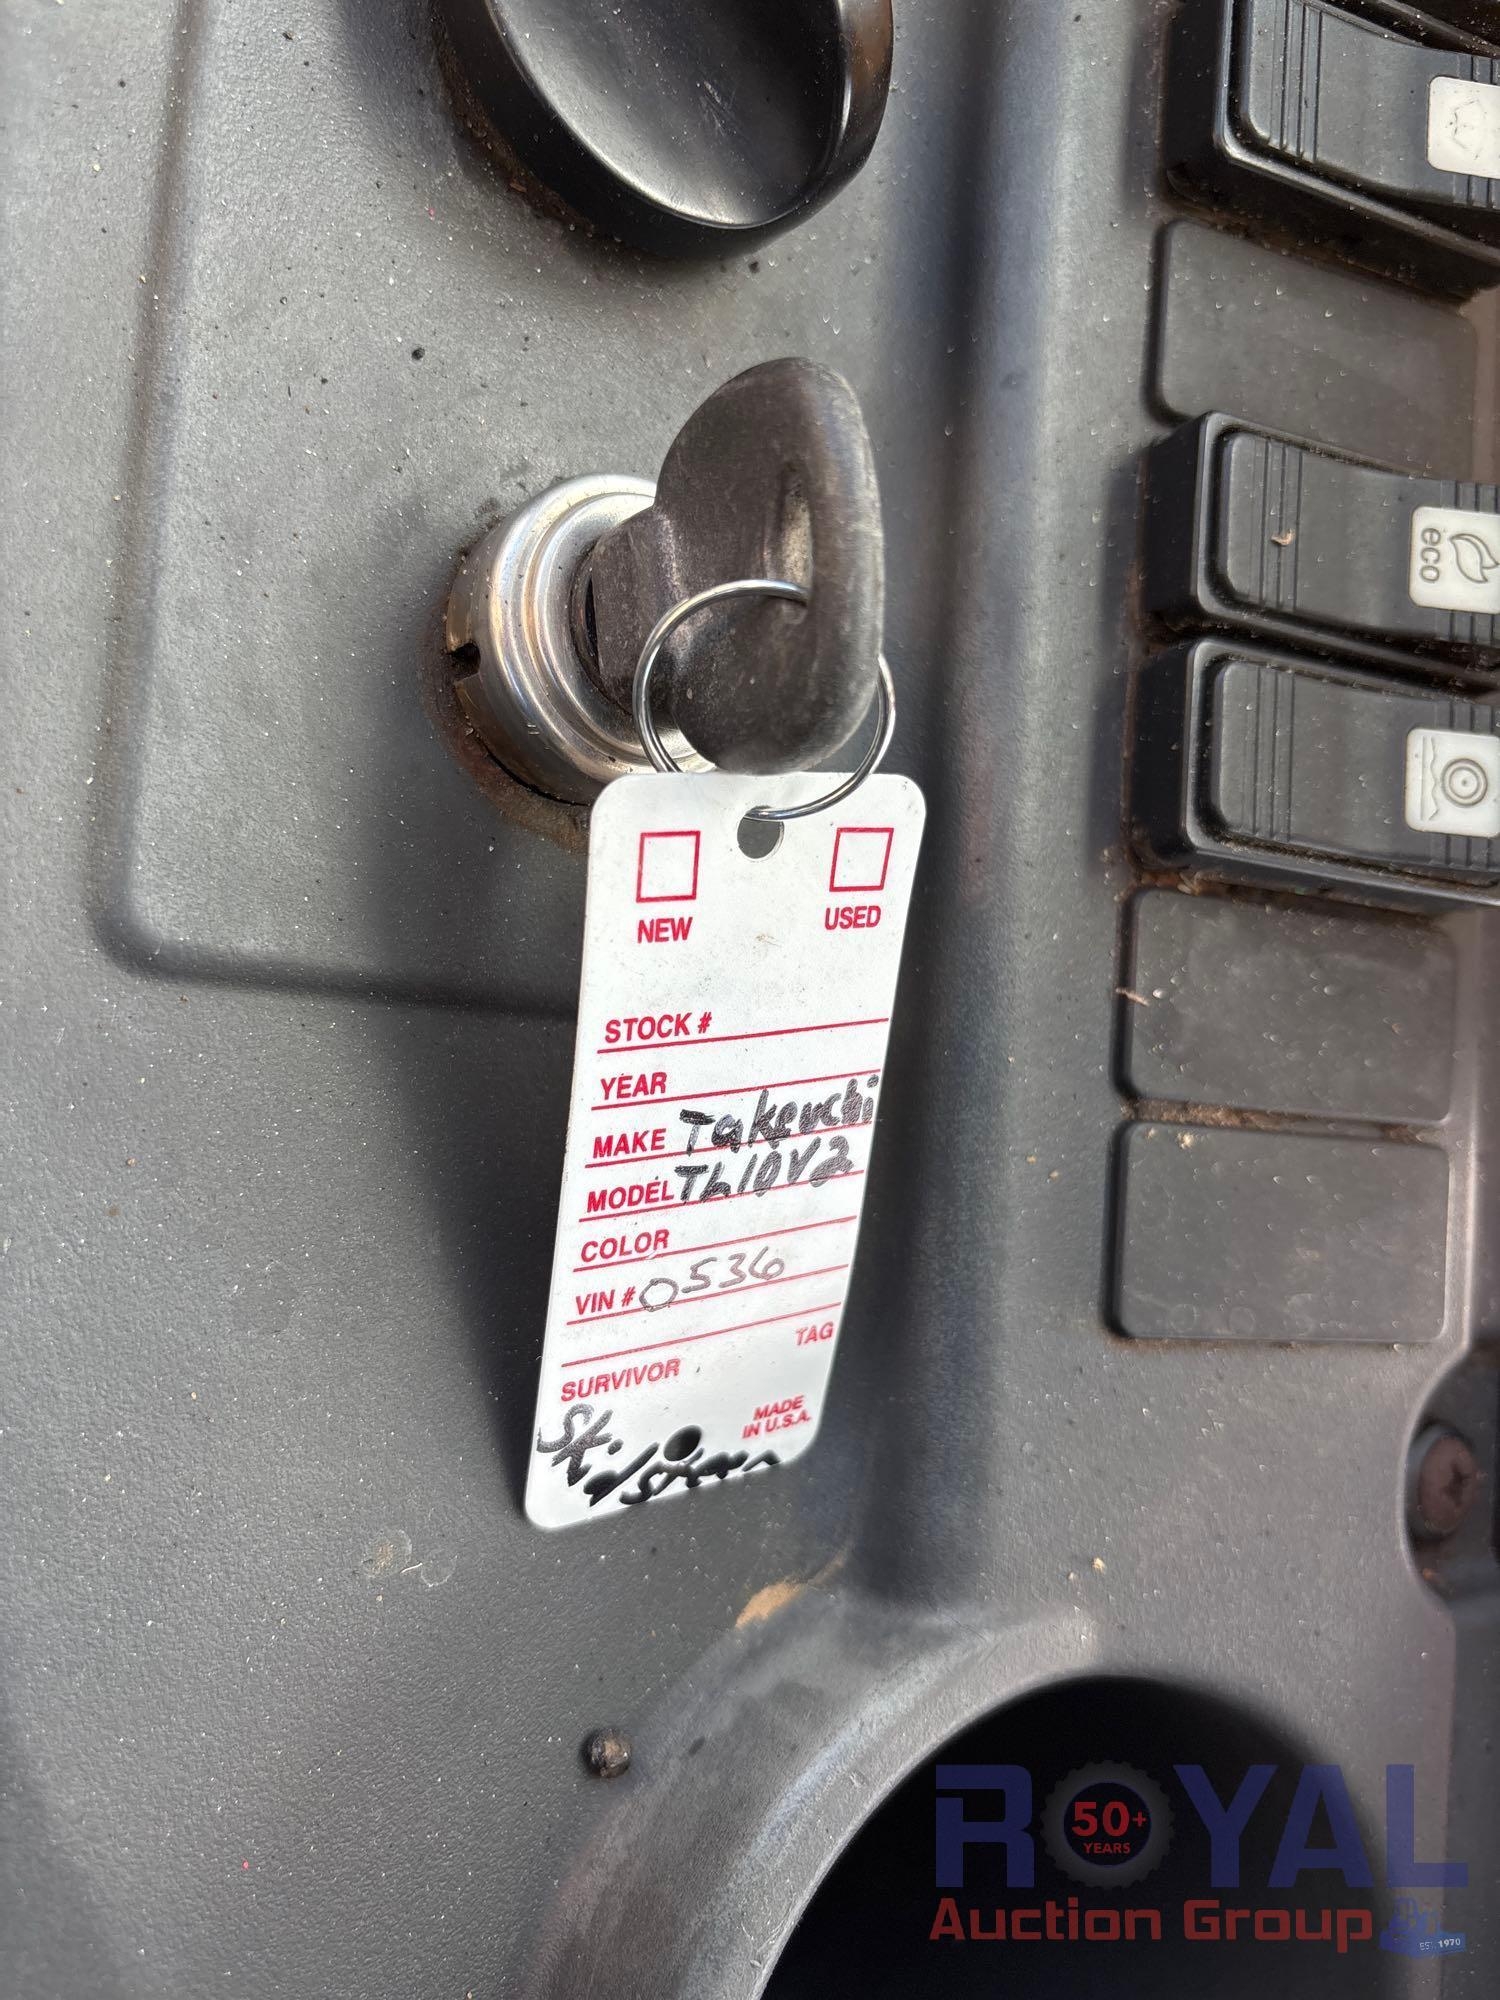 eco
NEW USED
STOCK #
YEAR
MAKE Takeuchi
MODEL TL10V2
COLOR
VIN # 0536
TAG
SURVIVOR
MADE
IN U.S.A.
ROYAL
50+
YEARS
Auction Group
EST. 1970